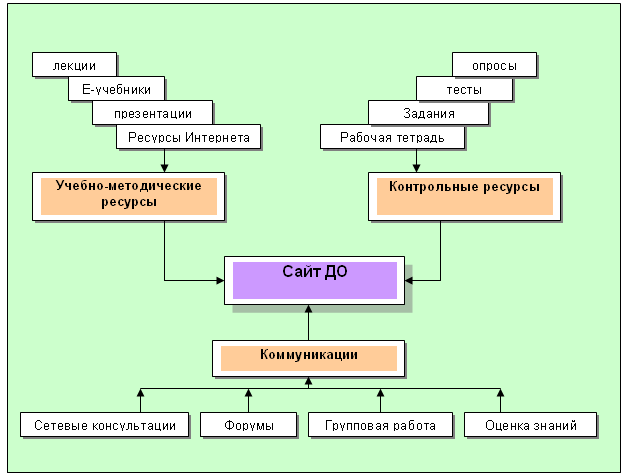 лекции
Е-учебники
презентации
Ресурсы Интернета
опросы
тесты
Задания
Рабочая тетрадь
Учебно-методические
ресурсы
Контрольные ресурсы
Сайт ДО
Коммуникации
Сетевые консультации
Форумы
Групповая работа
Оценка знаний